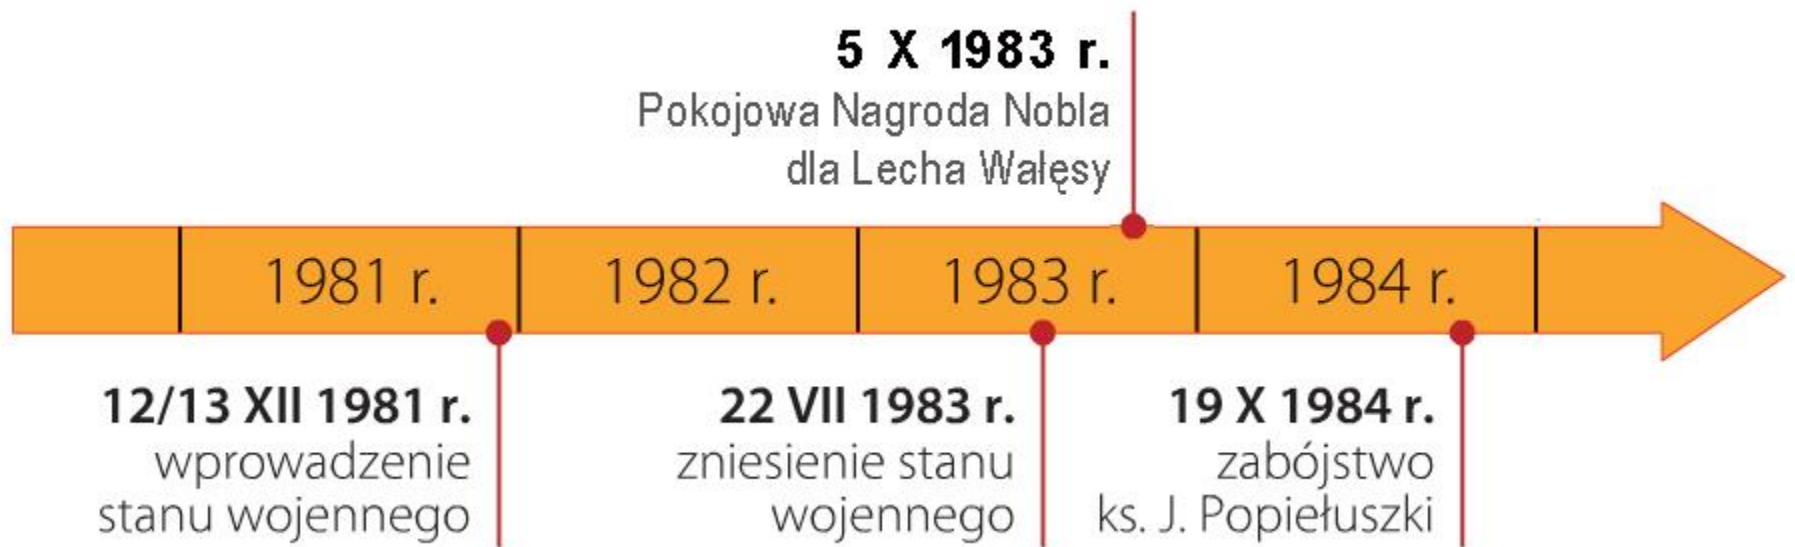 5 X 1983 r.
Pokojowa Nagroda Nobla
dla Lecha Wałęsy
1981 r.
1982 r.
1983 r.
1984 r.
12/13 XII 1981 r.
wprowadzenie
stanu wojennego
22 VII 1983 r.
zniesienie stanu
wojennego
19 X 1984 r.
zabójstwo
ks. J. Popiełuszki